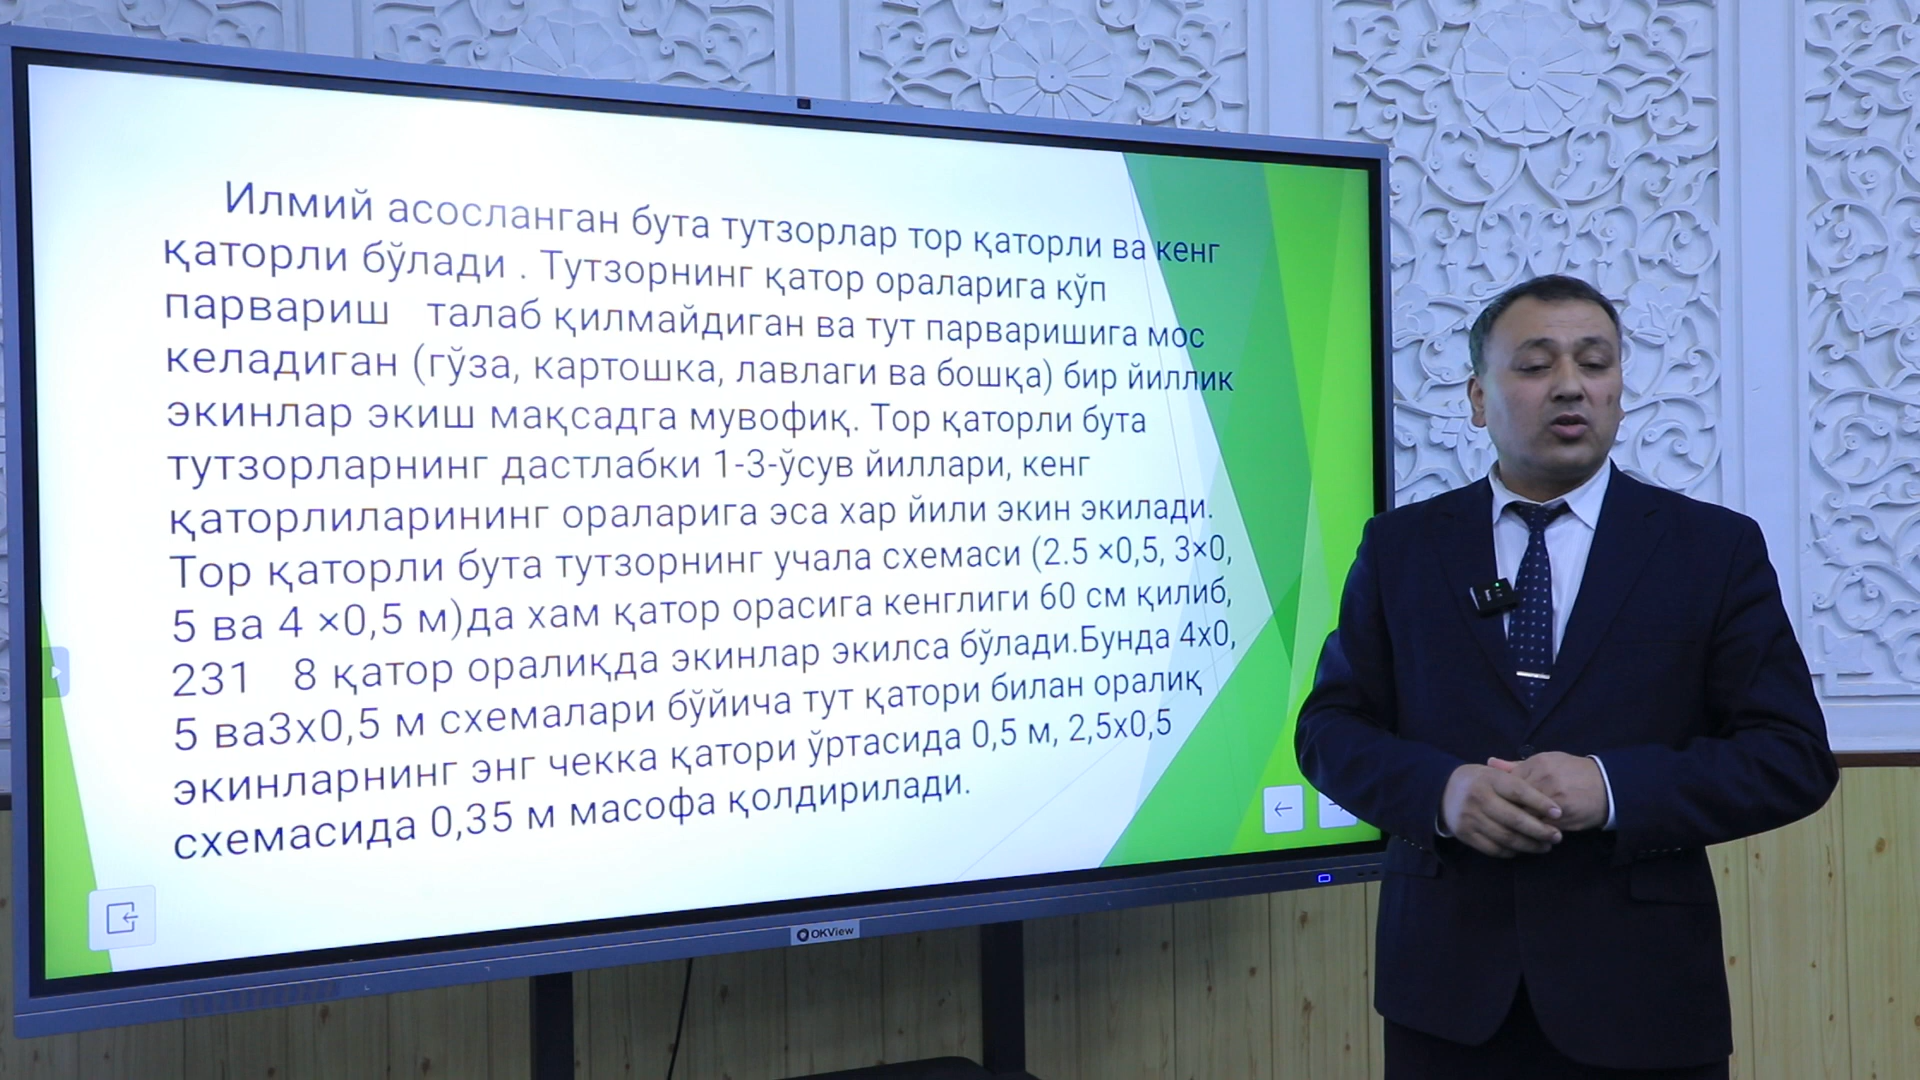 Илмий асосланган бута тутзорлар тор қаторли ва кенг
қаторли бўлади . Тутзорнинг қатор ораларига кўп
парвариш талаб қилмайдиган ва тут парваришига мос
келадиган (гўза, картошка, лавлаги ва бошқа) бир йиллик
экинлар экиш мақсадга мувофиқ. Тор қаторли бута
тутзорларнинг дастлабки 1-3-ўсув йиллари, кенг
қаторлиларининг ораларига эса хар йили экин экилади.
Тор қаторли бута тутзорнинг учала схемаси (2.5 ×0,5, 3×0,
5 ва 4 ×0,5 м)да хам қатор орасига кенглиги 60 см қилиб,
231 8 қатор оралиқда экинлар экилса бўлади.Бунда 4х0,
5 ва3х0,5 м схемалари бўйича тут қатори билан оралиқ
экинларнинг энг чекка қатори ўртасида 0,5 м, 2,5х0,5
схемасида 0,35 м масофа қолдирилади.
OKView